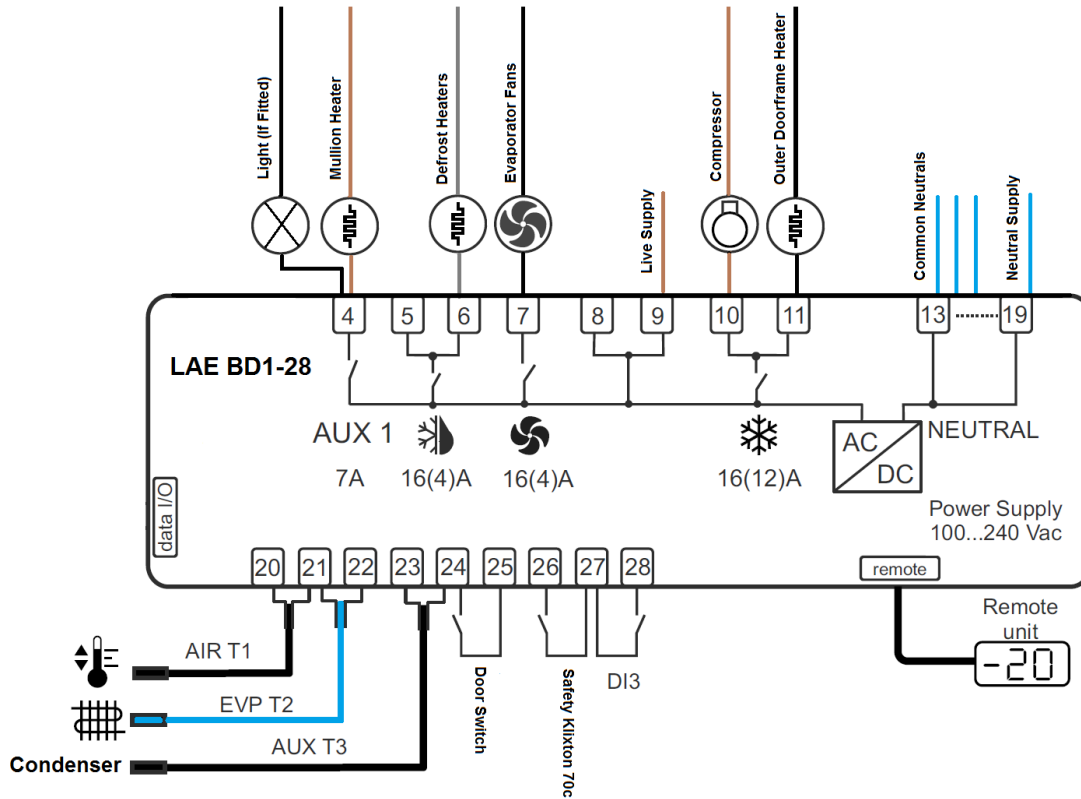 Light (If Fitted)
Mullion Heater
Defrost Heaters
Evaporator Fans
Live Supply
Compressor
Outer Doorframe Heater
Common Neutrals
Neutral Supply
4 5 6 7 8 9 10 11 13 19
LAE BD1-28
AUX 1
7A
16(4)A
16(4)A
16(12)A
AC
DC
NEUTRAL
Power Supply
100...240 Vac
data I/O
remote
20 21 22 23 24 25 26 27 28
AIR T1
EVP T2
AUX T3
Condenser
Door Switch
Safety Klixton 70c
DI3
Remote
unit
-20